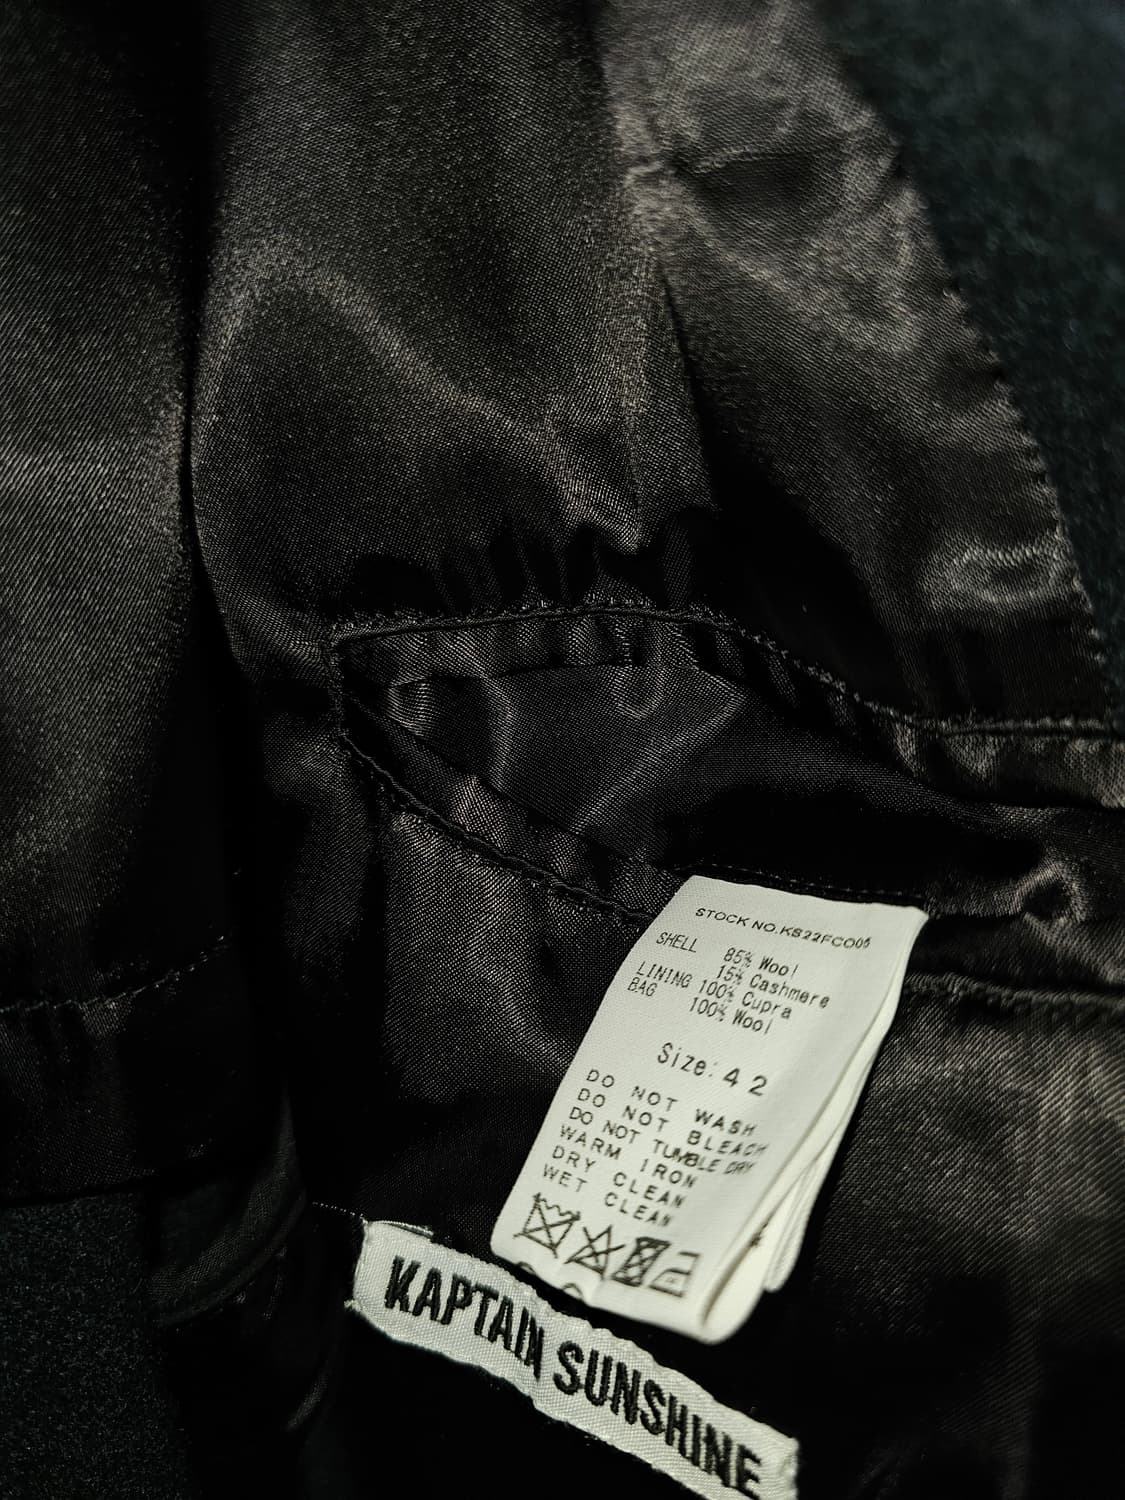 STOCK NO.KS22FCO05
SHELL 85% Wool
15% Cashmere
LINING 100% Cupra
BAG 100% Wool
Size: 42
DO NOT WASH
DO NOT BLEACH
DO NOT TUMBLE DRY
WARM IRON
DRY CLEAN
WET CLEAN
KAPTAIN SUNSHINE